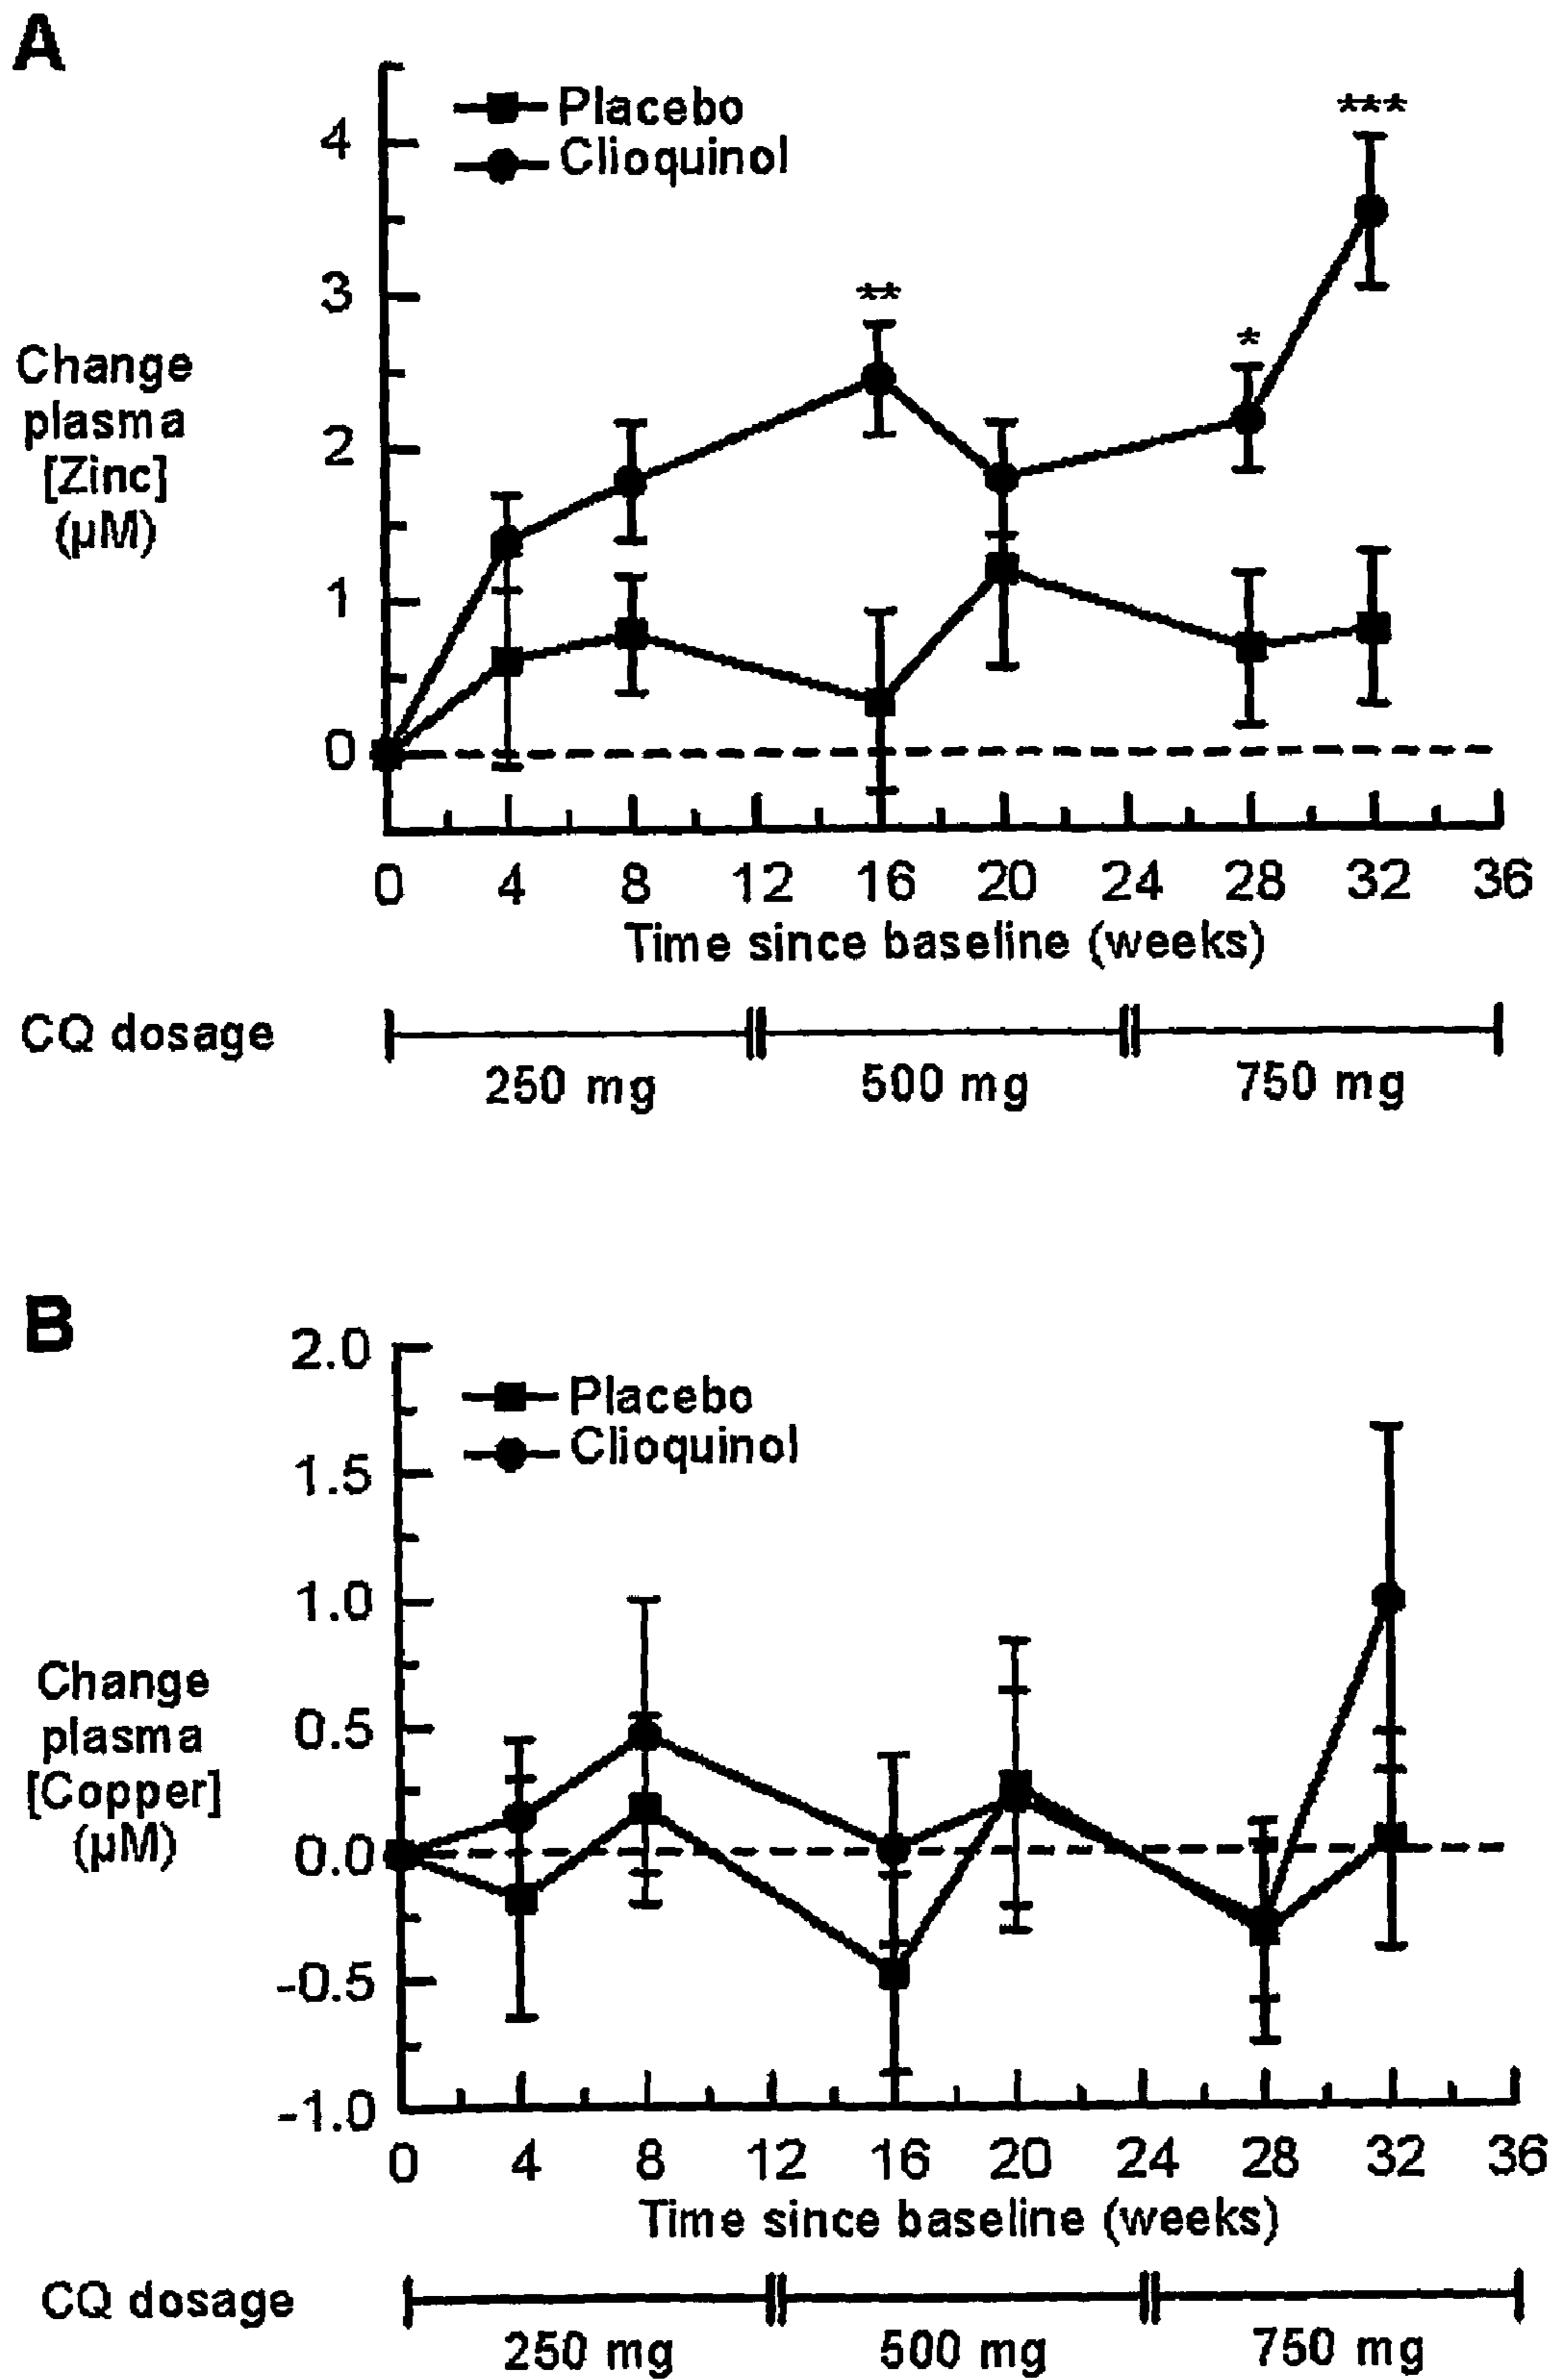 A
Placebo
Clioquinol
***
**
*
4
3
2
1
0
Change
plasma
[Zinc]
(µM)
0 4 8 12 16 20 24 28 32 36
Time since baseline (weeks)
CQ dosage
250 mg 500 mg 750 mg
B
Placebo
Clioquinol
2.0
1.5
1.0
0.5
0.0
-0.5
-1.0
Change
plasma
[Copper]
(µM)
0 4 8 12 16 20 24 28 32 36
Time since baseline (weeks)
CQ dosage
250 mg 500 mg 750 mg